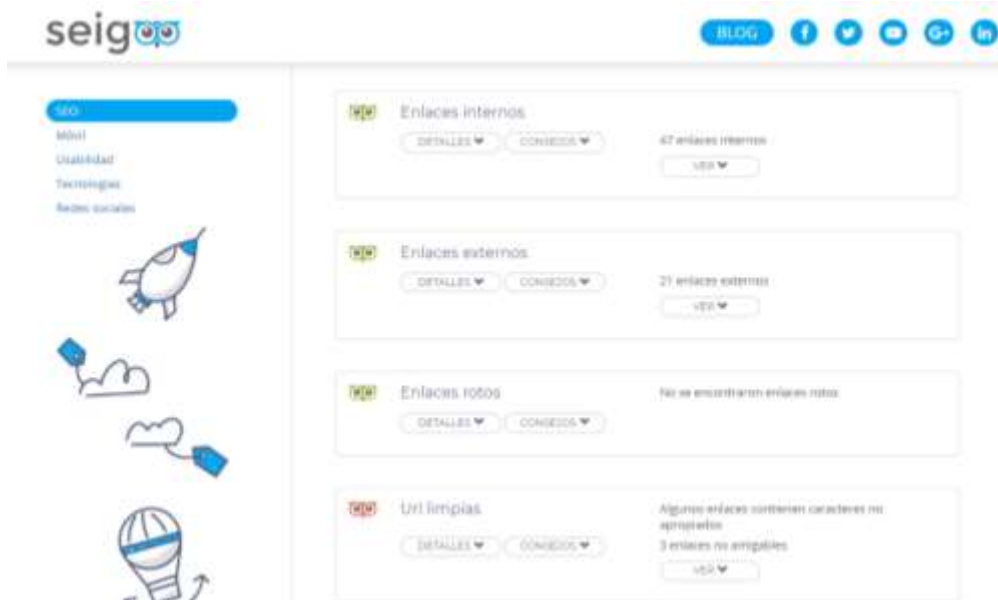 seigoo
BLOG
SEO
Móvil
Usabilidad
Tecnologías
Redes sociales
Enlaces internos
DETALLES CONSEJOS
47 enlaces internos
VER
Enlaces externos
DETALLES CONSEJOS
21 enlaces externos
VER
Enlaces rotos
DETALLES CONSEJOS
No se encontraron enlaces rotos
Url limpias
DETALLES CONSEJOS
Algunos enlaces contienen caracteres no
apropiados
3 enlaces no amigables
VER